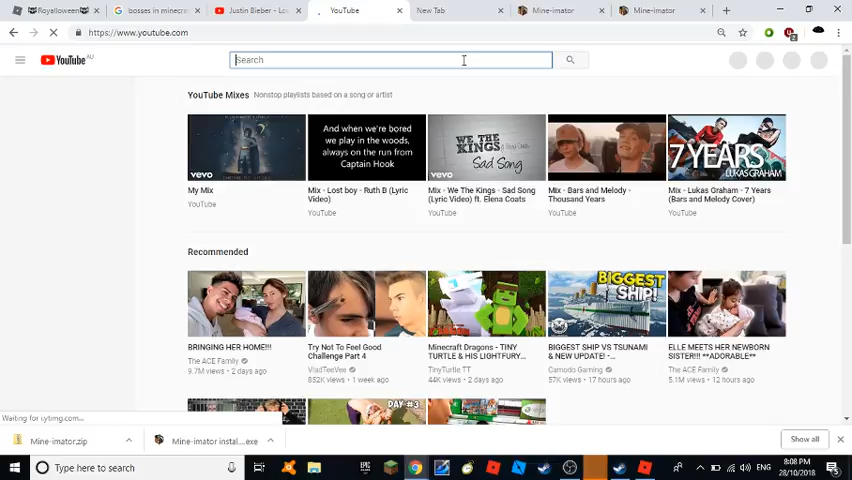 Royalloween
bosses in minecr
Justin Bieber - Lo
YouTube
New Tab
Mine-imator
Mine-imator
https://www.youtube.com
YouTube AU
Search
YouTube Mixes Nonstop playlists based on a song or artist
vevo
And when we're bored
we play in the woods,
always on the run from
Captain Hook
WE THE
KINGS
Sad Song
vevo
7 YEARS
LUKAS GRAHAM
My Mix
YouTube
Mix - Lost boy - Ruth B (Lyric
Video)
YouTube
Mix - We The Kings - Sad Song
(Lyric Video) ft. Elena Coats
YouTube
Mix - Bars and Melody -
Thousand Years
YouTube
Mix - Lukas Graham - 7 Years
(Bars and Melody Cover)
YouTube
Recommended
BIGGEST
SHIP!
BRINGING HER HOME!!!
The ACE Family
9.7M views • 2 days ago
Try Not To Feel Good
Challenge Part 4
VladTeeVee
852K views • 1 week ago
Minecraft Dragons - TINY
TURTLE & HIS LIGHTFURY...
TinyTurtle TT
44K views • 2 days ago
BIGGEST SHIP VS TSUNAMI
& NEW UPDATE! -...
Camodo Gaming
57K views • 17 hours ago
ELLE MEETS HER NEWBORN
SISTER!!! **ADORABLE**
The ACE Family
5.1M views • 12 hours ago
DAY #3
Waiting for i.ytimg.com...
Mine-imator.zip
Mine-imator instal....exe
Show all
Type here to search
EPIC
ENG
8:08 PM
28/10/2018
5